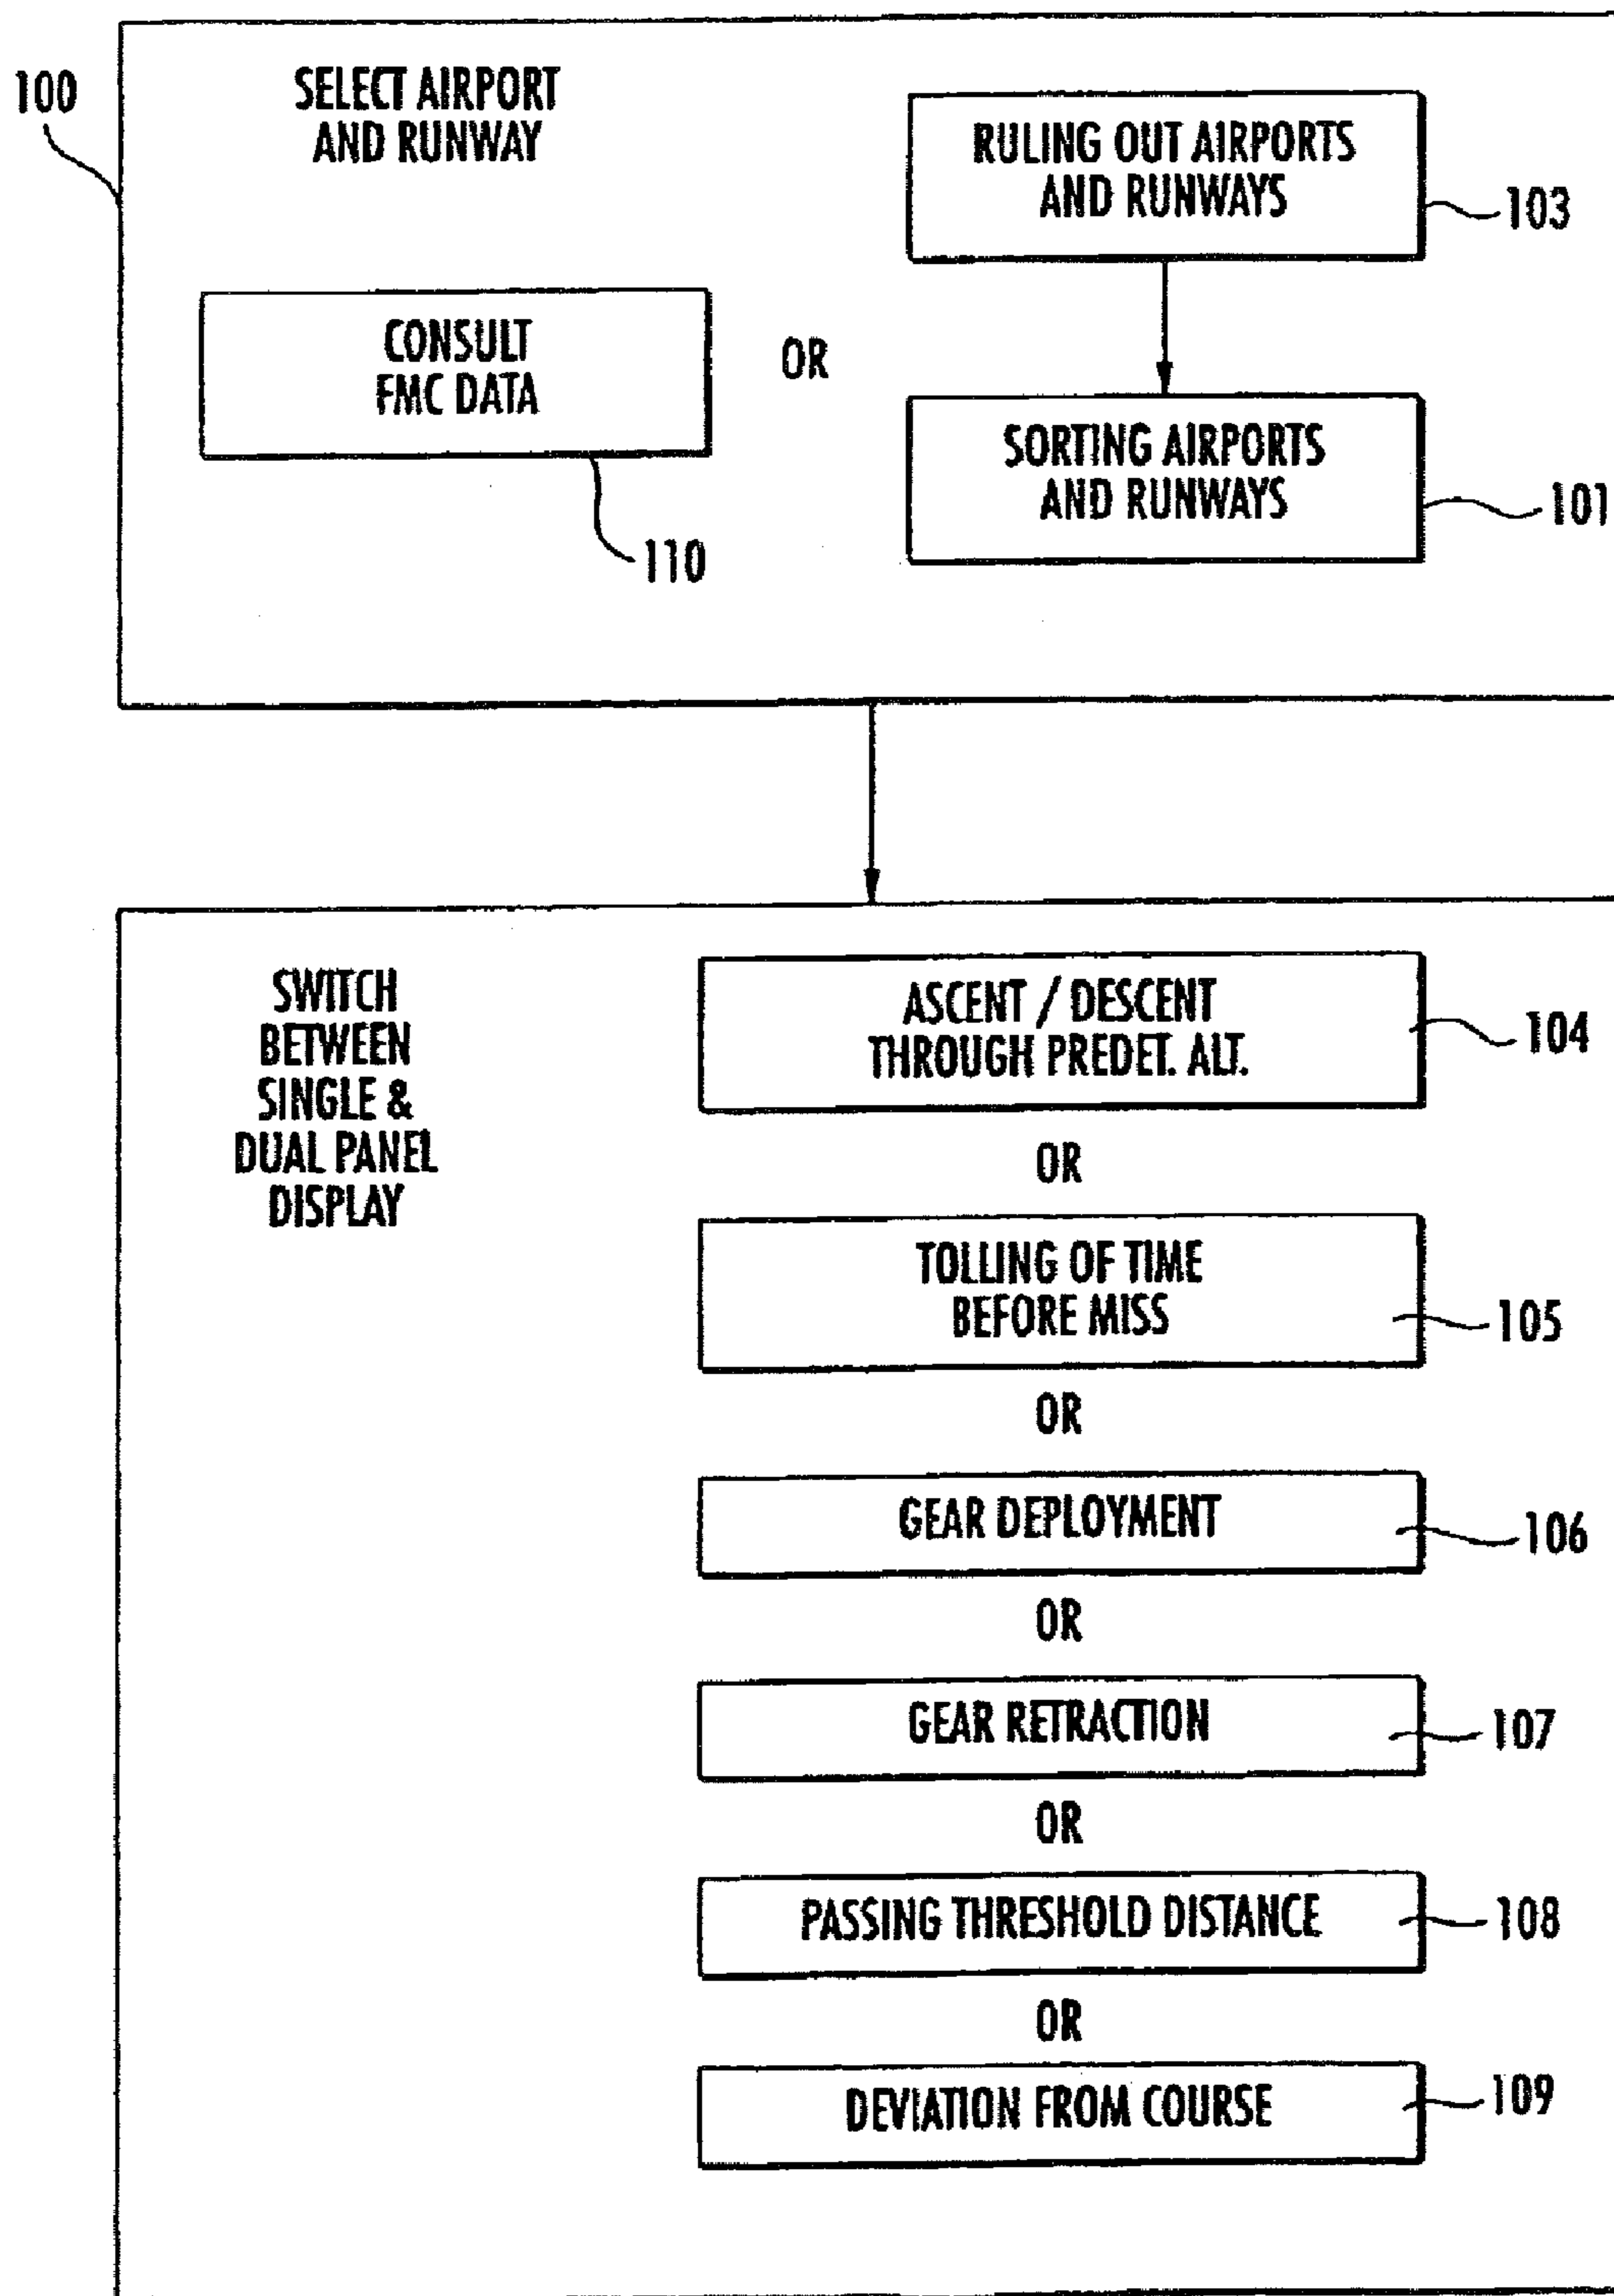 100
SELECT AIRPORT
AND RUNWAY
RULING OUT AIRPORTS
AND RUNWAYS
103
CONSULT
FMC DATA
OR
SORTING AIRPORTS
AND RUNWAYS
101
110
SWITCH
BETWEEN
SINGLE &
DUAL PANEL
DISPLAY
ASCENT / DESCENT
THROUGH PREDET. ALT.
104
OR
TOLLING OF TIME
BEFORE MISS
105
OR
GEAR DEPLOYMENT
106
OR
GEAR RETRACTION
107
OR
PASSING THRESHOLD DISTANCE
108
OR
DEVIATION FROM COURSE
109